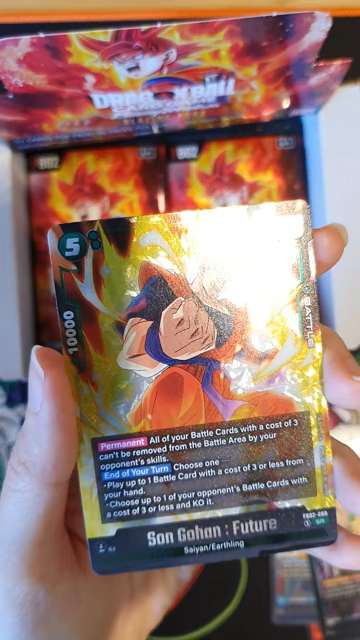 DRAGONBALL
5
10000
BATTLE
Permanent All of your Battle Cards with a cost of 3
can't be removed from the Battle Area by your
opponent's skills.
End of Your Turn Choose one
・Play up to 1 Battle Card with a cost of 3 or less from
your hand.
・Choose up to 1 of your opponent's Battle Cards with
a cost of 3 or less and KO it.
Son Gohan : Future
Saiyan/Earthling